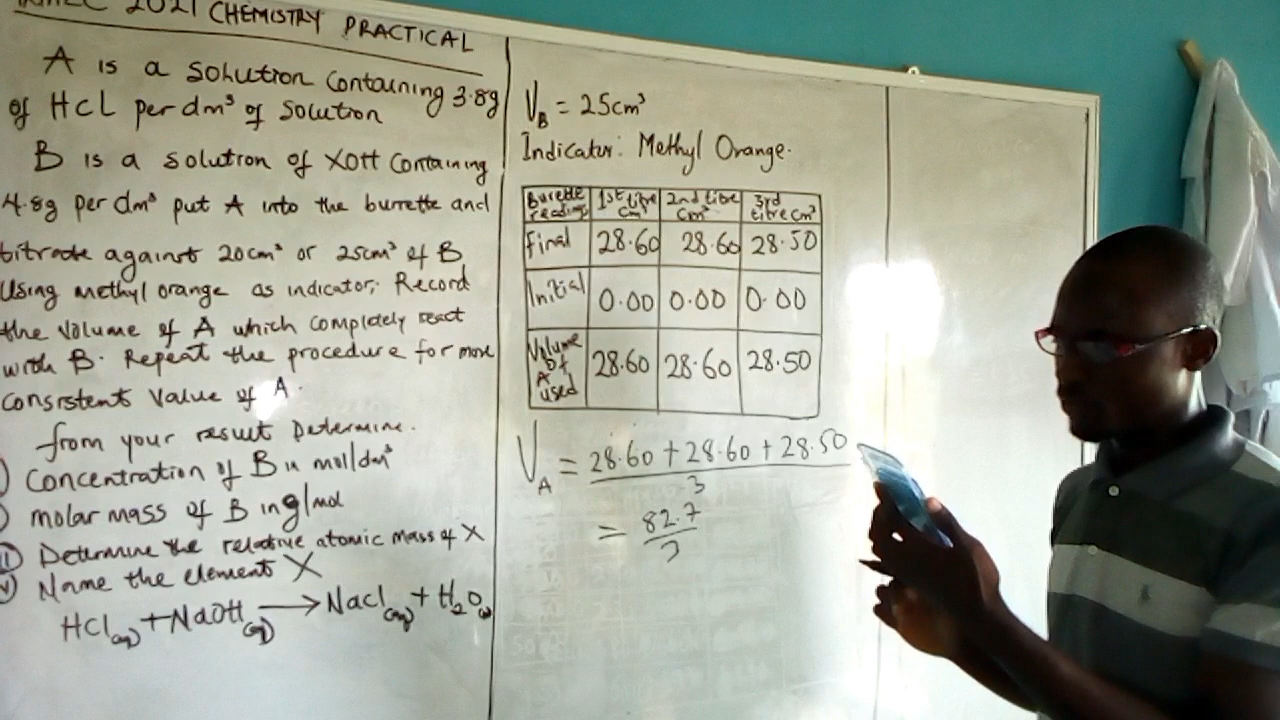 2021 CHEMISTRY PRACTICAL
A is a solution containing 3.8g
of HCl per dm³ of solution
B is a solution of XOH containing
4.8g per dm³ put A into the burrette and
titrate against 20cm³ or 25cm³ of B
Using methyl orange as indicator; Record
the volume of A which completely react
with B. Repeat the procedure for more
consistent value of A.
from your result Determine.
Concentration of B in mol/dm³
molar mass of B in g/mol
Determine the relative atomic mass of X
Name the element X
HCl(aq) + NaOH(aq) → NaCl(aq) + H₂O
V_B = 25cm³
Indicator: Methyl Orange.
Burette readings 1st titre cm³ 2nd titre cm³ 3rd titre cm³
Final 28.60 28.60 28.50
Initial 0.00 0.00 0.00
Volume of A used 28.60 28.60 28.50
V_A = 28.60 + 28.60 + 28.50
3
= 82.7
3